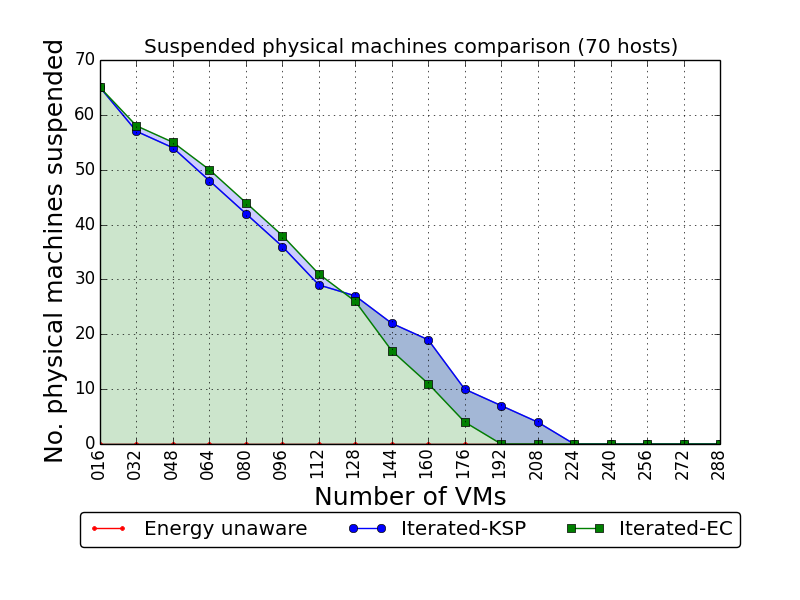 Suspended physical machines comparison (70 hosts)
No. physical machines suspended
70
60
50
40
30
20
10
0
016 032 048 064 080 096 112 128 144 160 176 192 208 224 240 256 272 288
Number of VMs
Energy unaware Iterated-KSP Iterated-EC